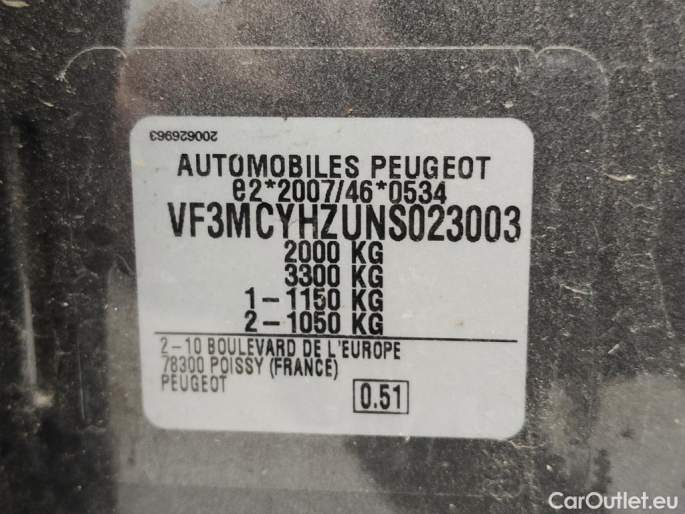 200626963
AUTOMOBILES PEUGEOT
e2*2007/46*0534
VF3MCYHZUNS023003
2000 KG
3300 KG
1-1150 KG
2-1050 KG
2-10 BOULEVARD DE L'EUROPE
78300 POISSY (FRANCE)
PEUGEOT
0.51
CarOutlet.eu